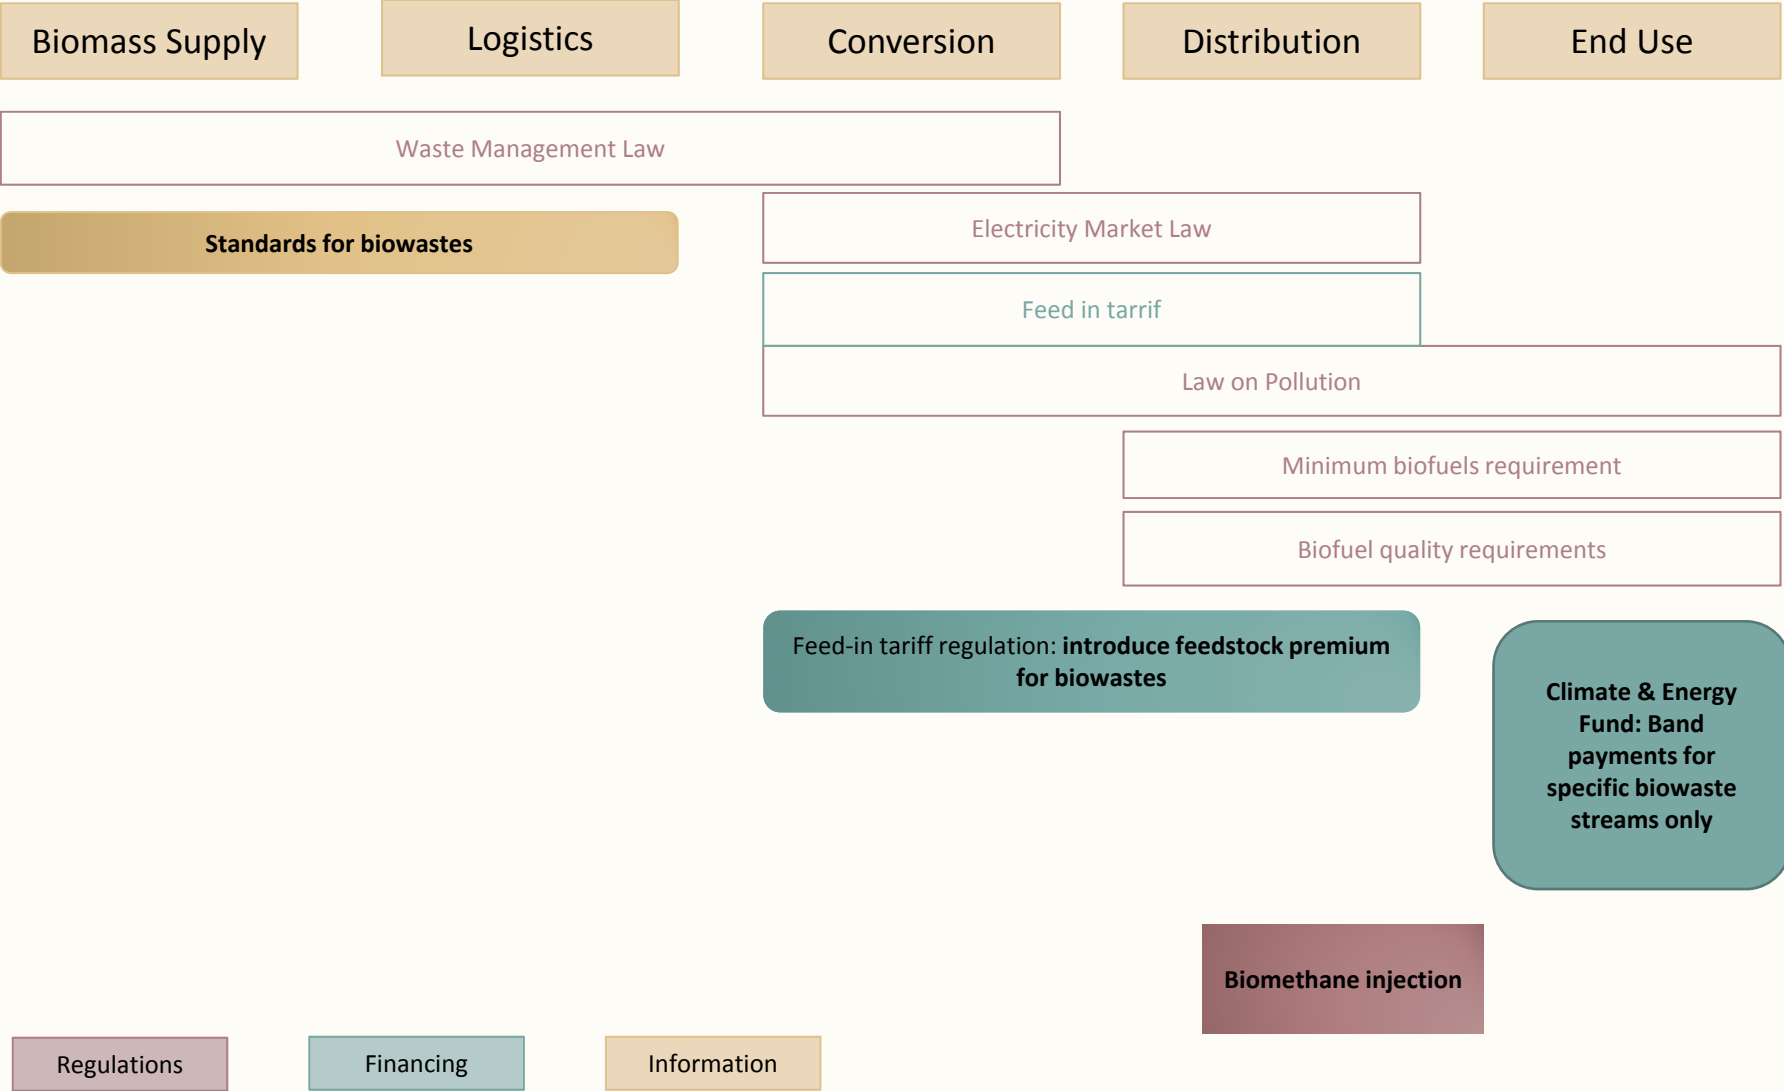 Biomass Supply
Logistics
Conversion
Distribution
End Use
Waste Management Law
Standards for biowastes
Electricity Market Law
Feed in tarrif
Law on Pollution
Minimum biofuels requirement
Biofuel quality requirements
Feed-in tariff regulation: introduce feedstock premium
for biowastes
Climate & Energy
Fund: Band
payments for
specific biowaste
streams only
Biomethane injection
Regulations
Financing
Information